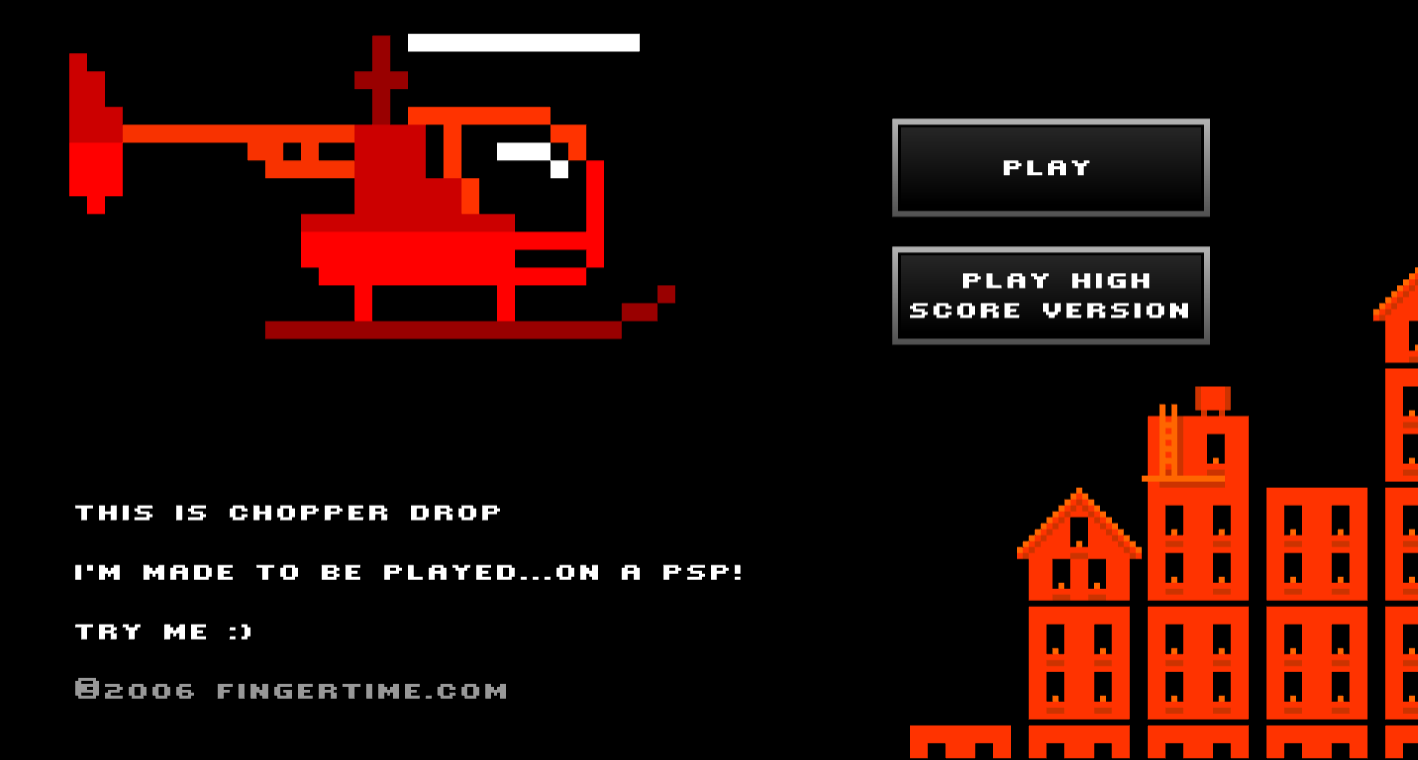 PLAY
PLAY HIGH
SCORE VERSION
THIS IS CHOPPER DROP
I'M MADE TO BE PLAYED...ON A PSP!
TRY ME :)
©2006 FINGERTIME.COM